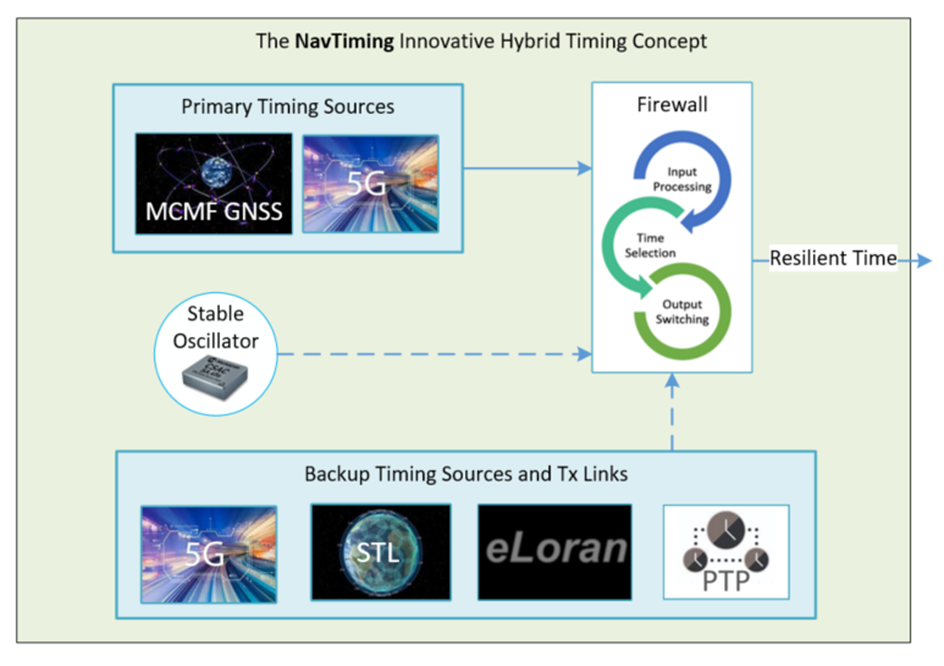 The NavTiming Innovative Hybrid Timing Concept
Primary Timing Sources
MCMF GNSS
5G
Firewall
Input
Processing
Time
Selection
Output
Switching
Resilient Time
Stable
Oscillator
CSAC
Backup Timing Sources and Tx Links
5G
STL
eLoran
PTP